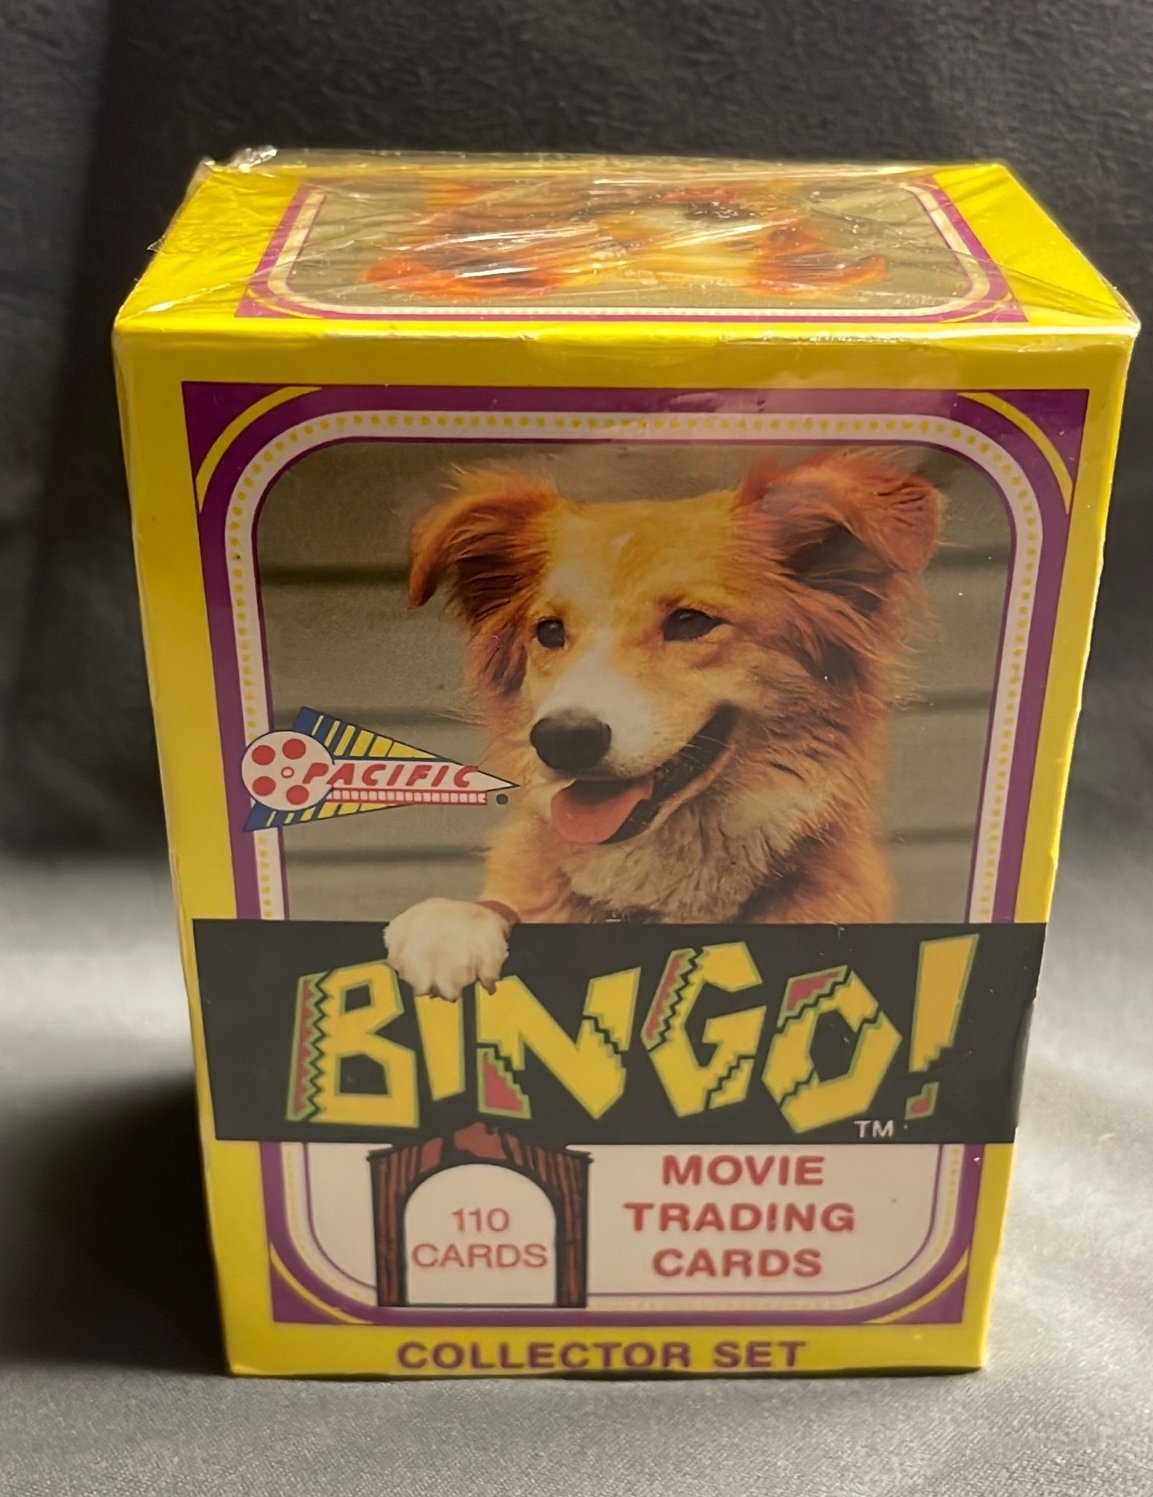 PACIFIC
BINGO!
TM
110
CARDS
MOVIE
TRADING
CARDS
COLLECTOR SET